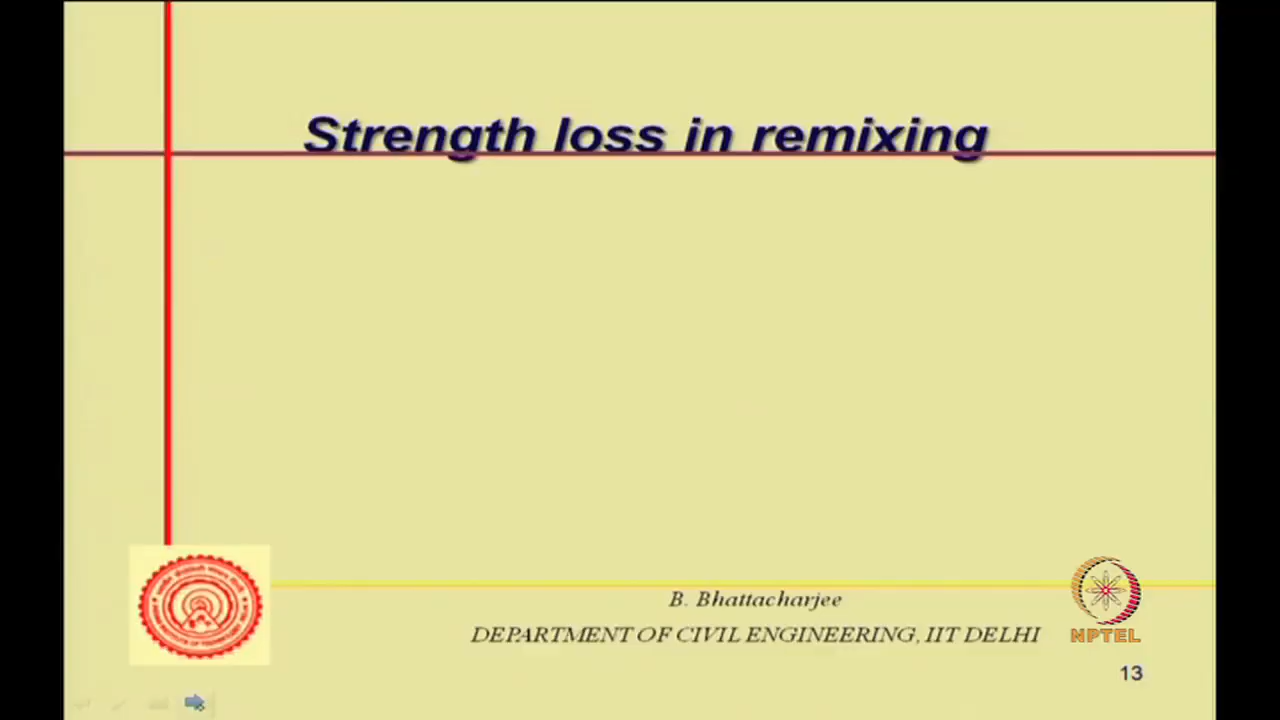 Strength loss in remixing
B. Bhattacharjee
DEPARTMENT OF CIVIL ENGINEERING, IIT DELHI
NPTEL
13